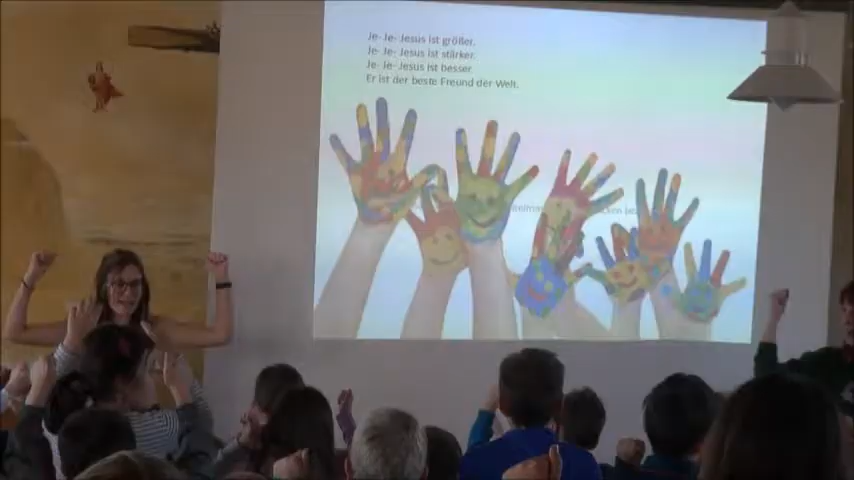 Je- Je- Jesus ist größer.
Je- Je- Jesus ist stärker.
Je- Je- Jesus ist besser.
Er ist der beste Freund der Welt.